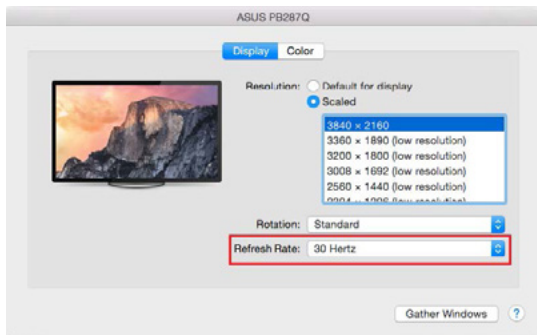 ASUS PB287Q
Display Color
Resolution: Default for display
Scaled
3840 × 2160
3360 × 1890 (low resolution)
3200 × 1800 (low resolution)
3008 × 1692 (low resolution)
2560 × 1440 (low resolution)
Rotation: Standard
Refresh Rate: 30 Hertz
Gather Windows ?